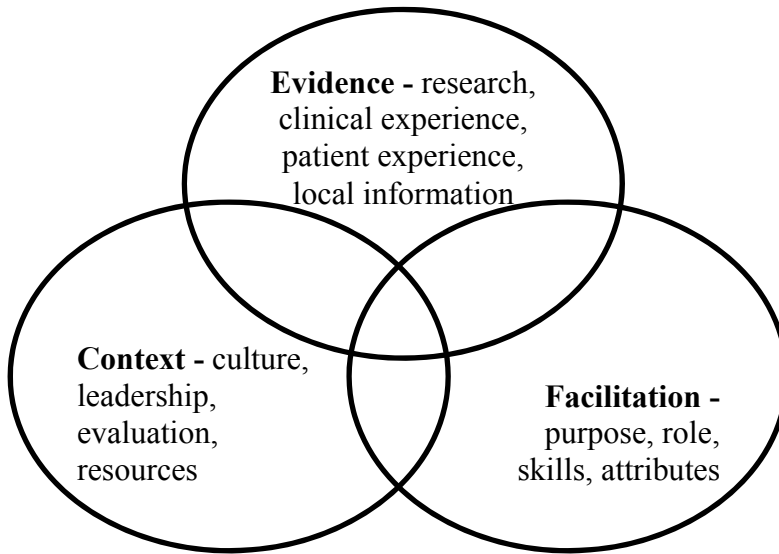 Evidence - research,
clinical experience,
patient experience,
local information
Context - culture,
leadership,
evaluation,
resources
Facilitation -
purpose, role,
skills, attributes